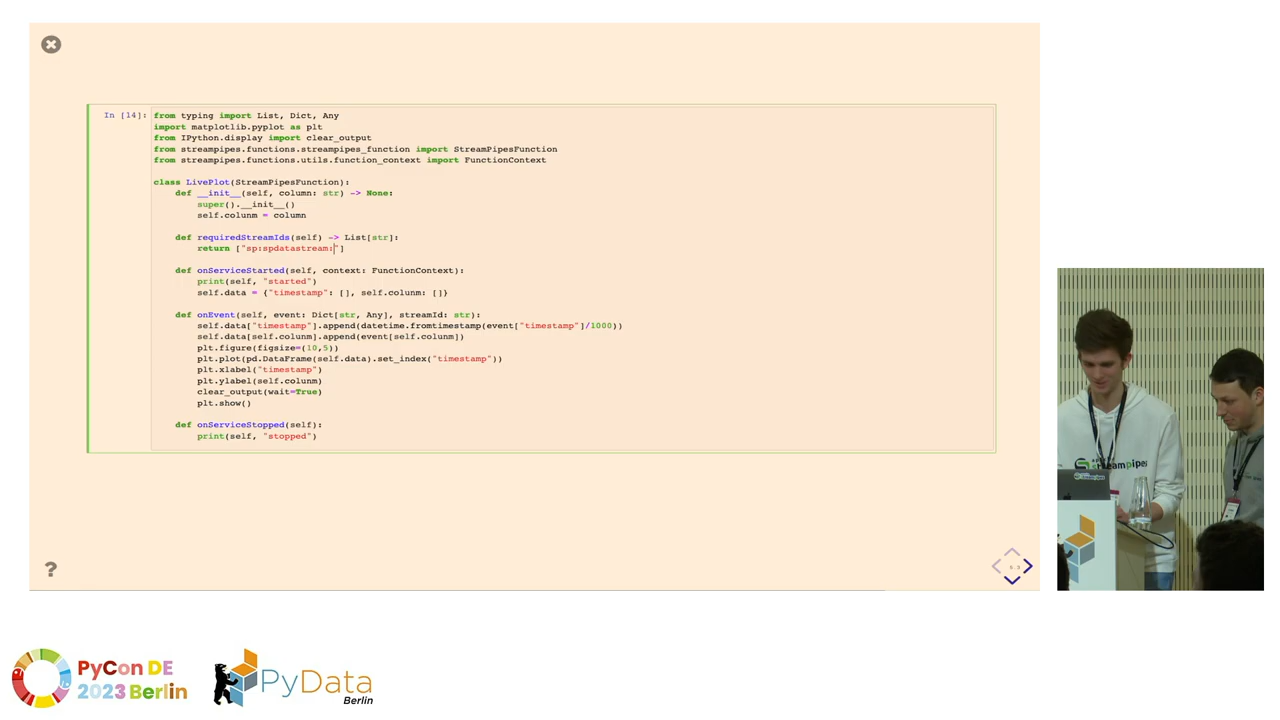 In [14]:
from typing import List, Dict, Any
import matplotlib.pyplot as plt
from IPython.display import clear_output
from streampipes.functions.streampipes_function import StreamPipesFunction
from streampipes.functions.utils.function_context import FunctionContext
class LivePlot(StreamPipesFunction):
def __init__(self, column: str) -> None:
super().__init__()
self.colunm = column
def requiredStreamIds(self) -> List[str]:
return ["sp:spdatastream:"]
def onServiceStarted(self, context: FunctionContext):
print(self, "started")
self.data = {"timestamp": [], self.colunm: []}
def onEvent(self, event: Dict[str, Any], streamId: str):
self.data["timestamp"].append(datetime.fromtimestamp(event["timestamp"]/1000))
self.data[self.colunm].append(event[self.colunm])
plt.figure(figsize=(10,5))
plt.plot(pd.DataFrame(self.data).set_index("timestamp"))
plt.xlabel("timestamp")
plt.ylabel(self.colunm)
clear_output(wait=True)
plt.show()
def onServiceStopped(self):
print(self, "stopped")
?
streampipes
PyCon DE
2023 Berlin
PyData
Berlin